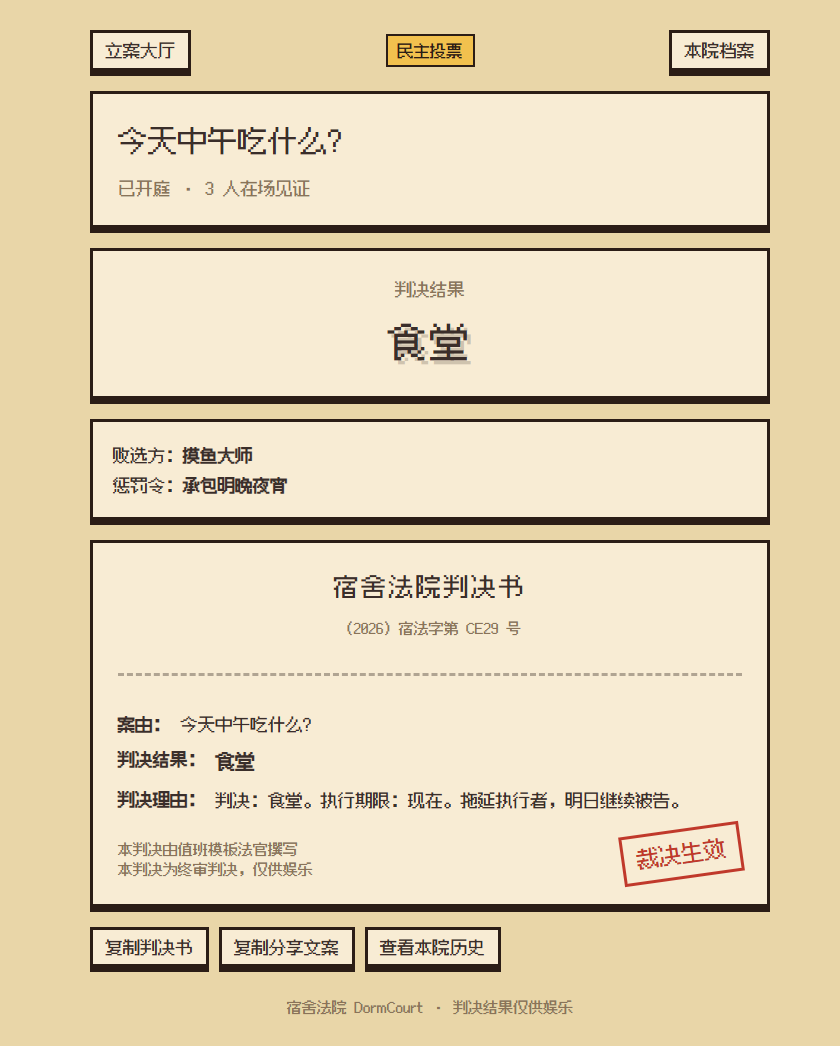 立案大厅
民主投票
本院档案
今天中午吃什么?
已开庭 · 3 人在场见证
判决结果
食堂
败选方: 摸鱼大师
惩罚令: 承包明晚夜宵
宿舍法院判决书
(2026) 宿法字第 CE29 号
案由: 今天中午吃什么?
判决结果: 食堂
判决理由: 判决: 食堂。执行期限: 现在。拖延执行者, 明日继续被告。
本判决由值班模板法官撰写
本判决为终审判决, 仅供娱乐
裁决生效
复制判决书
复制分享文案
查看本院历史
宿舍法院 DormCourt · 判决结果仅供娱乐